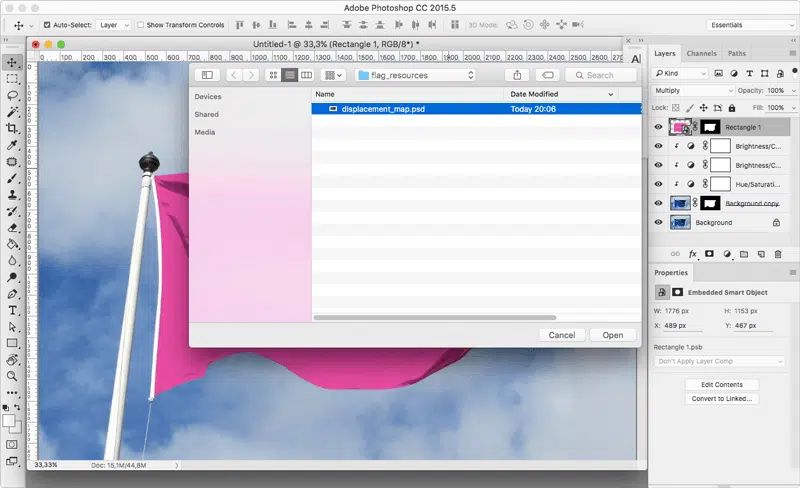 Adobe Photoshop CC 2015.5
Auto-Select: Layer Show Transform Controls 3D Mode: Essentials
Untitled-1 @ 33,3% (Rectangle 1, RGB/8*) *
flag_resources Search
Devices
Shared
Media
Name Date Modified
displacement_map.psd Today 20:06
Cancel Open
33,33% Doc: 15,1M/44,8M
Layers Channels Paths
Kind
Multiply Opacity: 100%
Lock: Fill: 100%
Rectangle 1
Brightness/C...
Brightness/C...
Hue/Saturati...
Background copy
Background
fx
Properties
Embedded Smart Object
W: 1776 px H: 1153 px
X: 489 px Y: 467 px
Rectangle 1.psb
Don't Apply Layer Comp
Edit Contents
Convert to Linked...